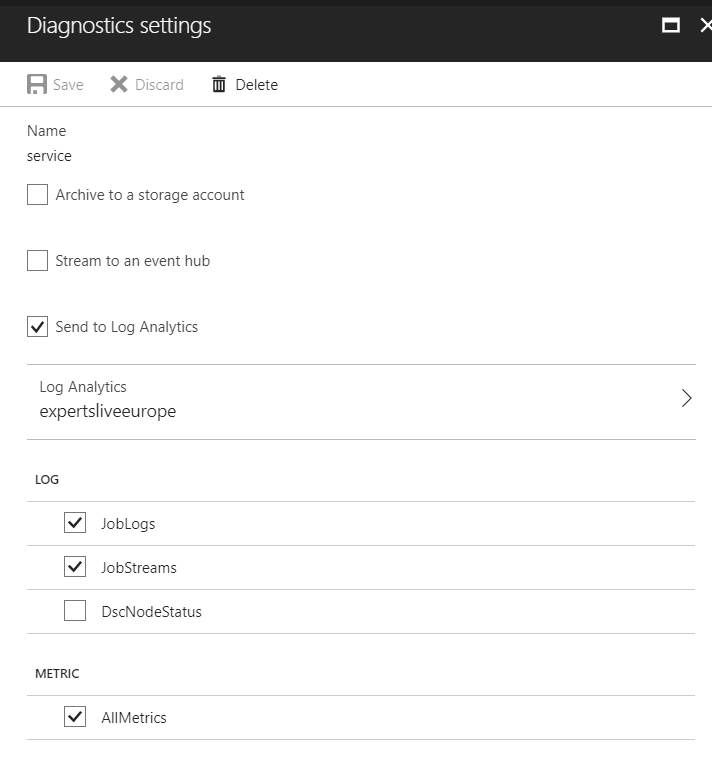 Diagnostics settings
Save Discard Delete
Name
service
Archive to a storage account
Stream to an event hub
Send to Log Analytics
Log Analytics
expertsliveeurope
LOG
JobLogs
JobStreams
DscNodeStatus
METRIC
AllMetrics